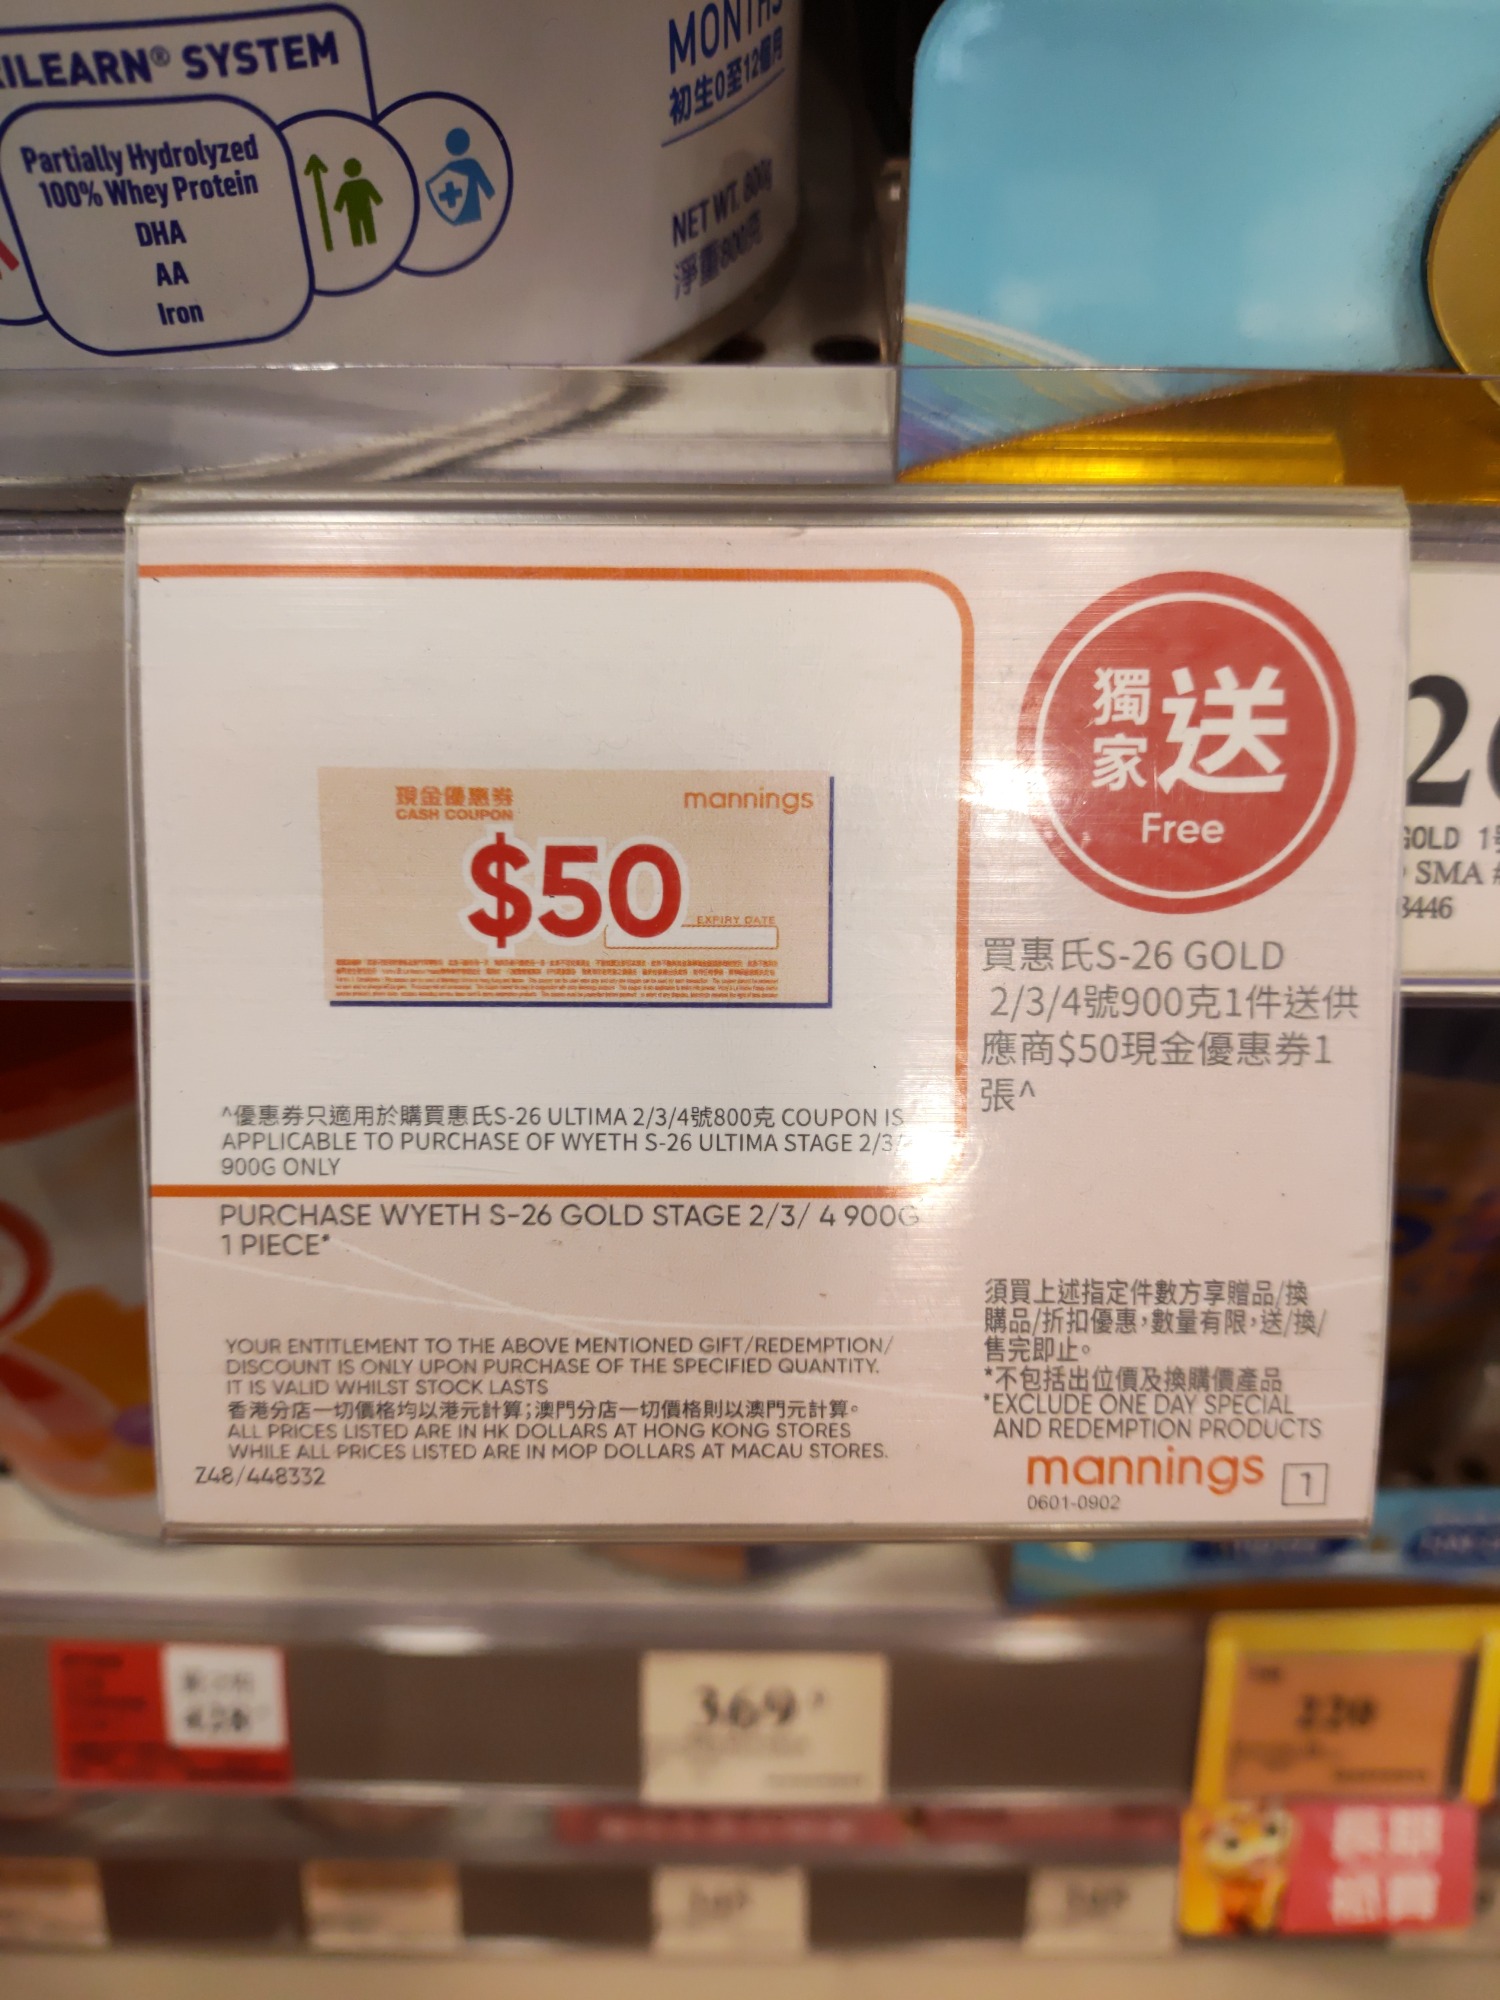 RILEARN® SYSTEM
Partially Hydrolyzed
100% Whey Protein
DHA
AA
Iron
MONTHS
初生0至12個月
NET WT. 800g
淨重800克
獨家送
Free
現金優惠券
CASH COUPON
mannings
$50
EXPIRY DATE
買惠氏S-26 GOLD
2/3/4號900克1件送供
應商$50現金優惠券1
張^
^優惠券只適用於購買惠氏S-26 ULTIMA 2/3/4號800克 COUPON IS
APPLICABLE TO PURCHASE OF WYETH S-26 ULTIMA STAGE 2/3/
900G ONLY
PURCHASE WYETH S-26 GOLD STAGE 2/3/ 4 900G
1 PIECE*
YOUR ENTITLEMENT TO THE ABOVE MENTIONED GIFT/REDEMPTION/
DISCOUNT IS ONLY UPON PURCHASE OF THE SPECIFIED QUANTITY.
IT IS VALID WHILST STOCK LASTS
香港分店一切價格均以港元計算;澳門分店一切價格則以澳門元計算。
ALL PRICES LISTED ARE IN HK DOLLARS AT HONG KONG STORES
WHILE ALL PRICES LISTED ARE IN MOP DOLLARS AT MACAU STORES.
Z48/448332
須買上述指定件數方享贈品/換
購品/折扣優惠,數量有限,送/換/
售完即止。
*不包括出位價及換購價產品
*EXCLUDE ONE DAY SPECIAL
AND REDEMPTION PRODUCTS
mannings 1
0601-0902
GOLD 1
SMA #
3446
369
220